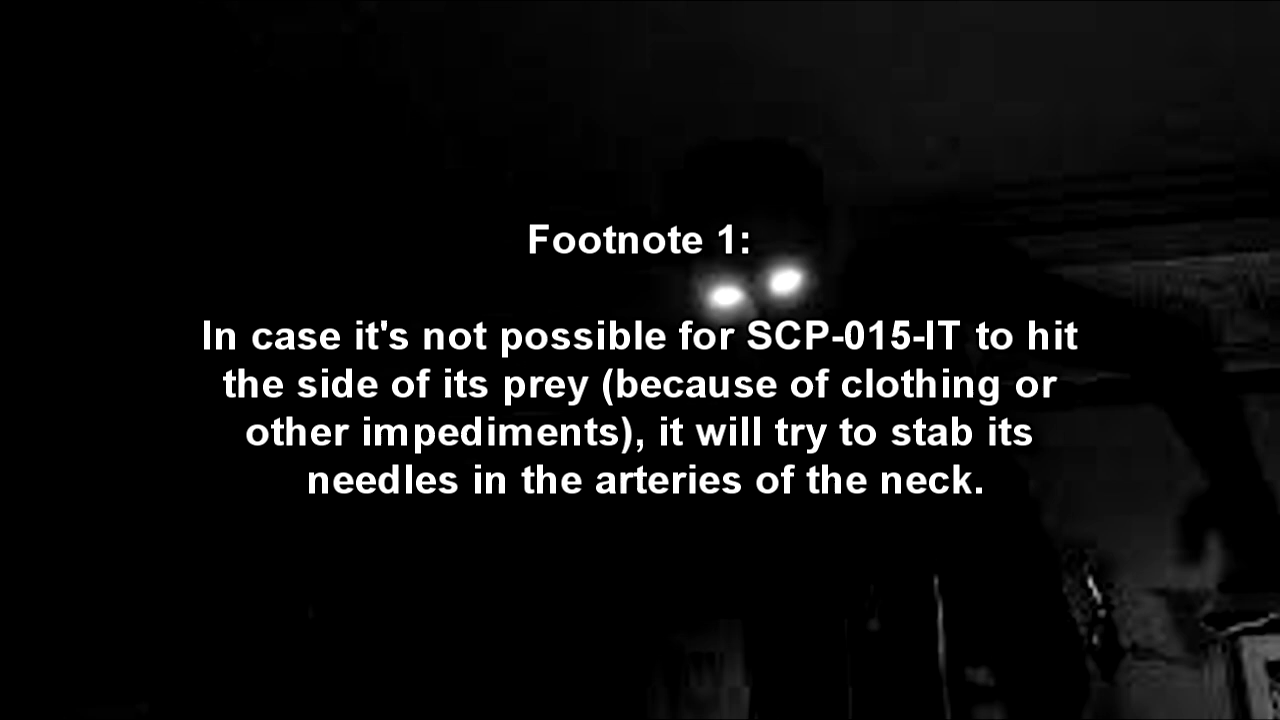 Footnote 1:
In case it's not possible for SCP-015-IT to hit
the side of its prey (because of clothing or
other impediments), it will try to stab its
needles in the arteries of the neck.